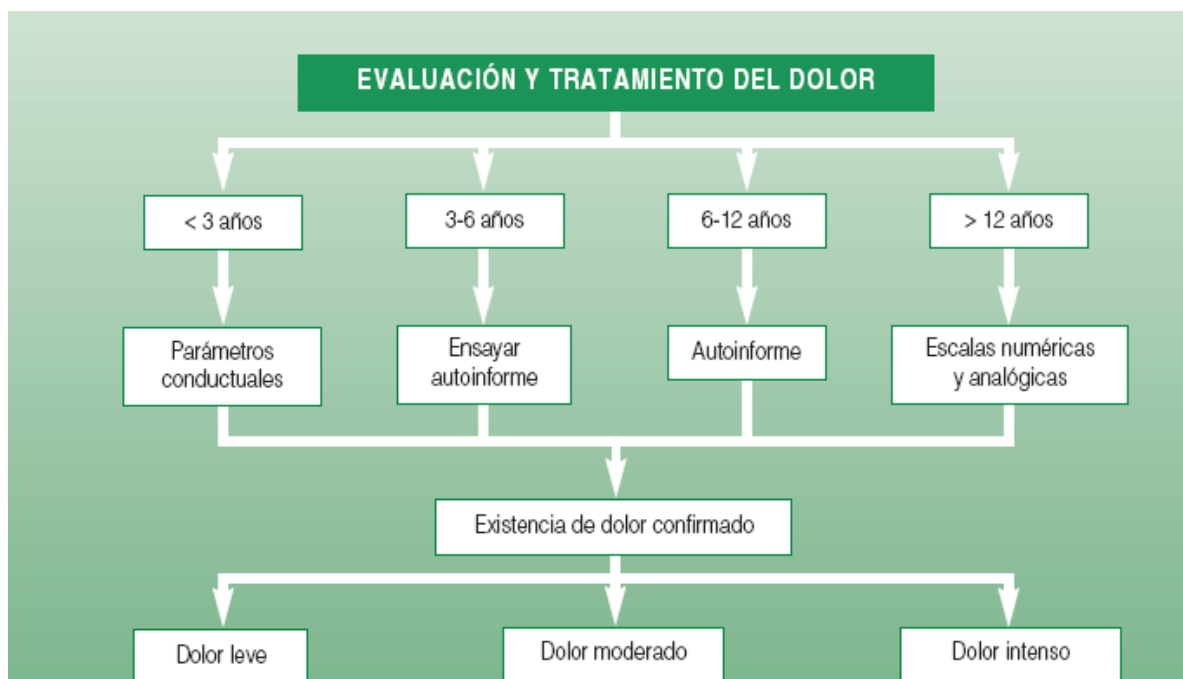 EVALUACIÓN Y TRATAMIENTO DEL DOLOR
< 3 años
3-6 años
6-12 años
> 12 años
Parámetros
conductuales
Ensayar
autoinforme
Autoinforme
Escalas numéricas
y analógicas
Existencia de dolor confirmado
Dolor leve
Dolor moderado
Dolor intenso